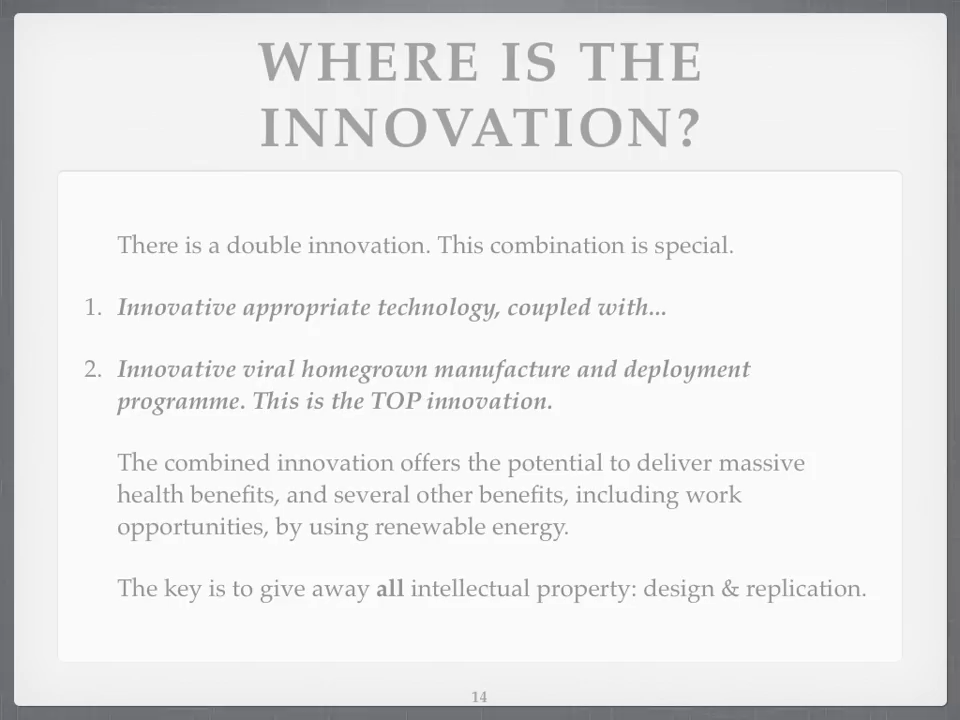 WHERE IS THE
INNOVATION?
There is a double innovation. This combination is special.
1. Innovative appropriate technology, coupled with...
2. Innovative viral homegrown manufacture and deployment
programme. This is the TOP innovation.
The combined innovation offers the potential to deliver massive
health benefits, and several other benefits, including work
opportunities, by using renewable energy.
The key is to give away all intellectual property: design & replication.
14